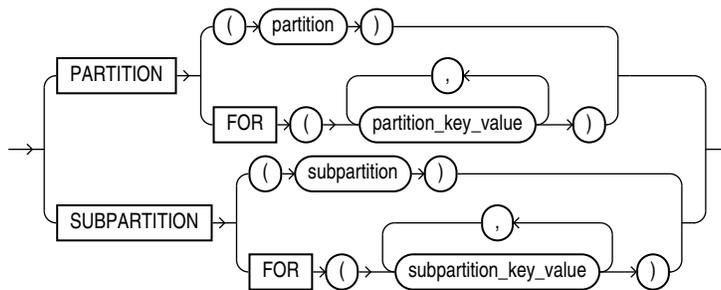 ( partition )
PARTITION
,
FOR ( partition_key_value )
( subpartition )
SUBPARTITION
,
FOR ( subpartition_key_value )